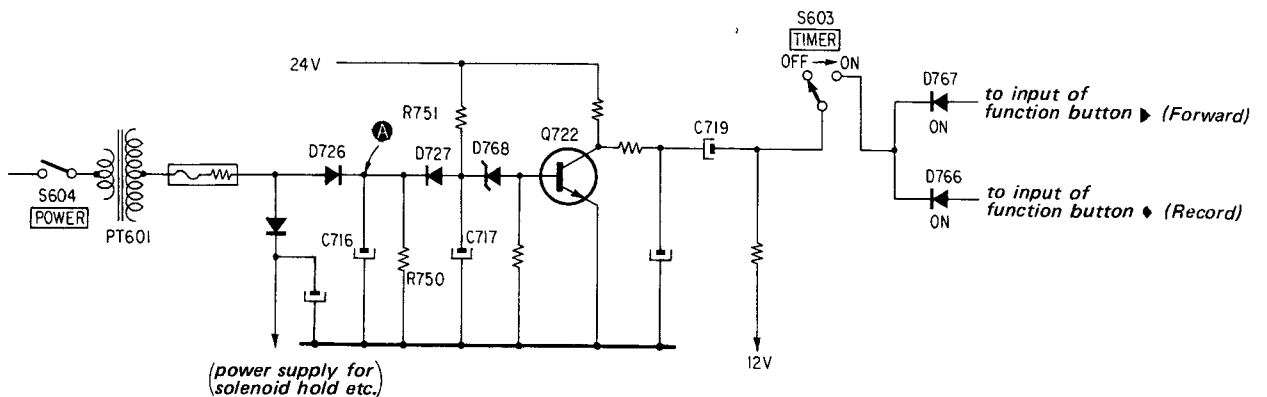 S603
TIMER
OFF → ON
24V
D767
to input of
function button ▶ (Forward)
ON
R751
A
Q722
C719
D726
D727
D768
S604
POWER
PT601
D766
to input of
function button ♦ (Record)
ON
C716
C717
R750
12V
(power supply for
solenoid hold etc.)